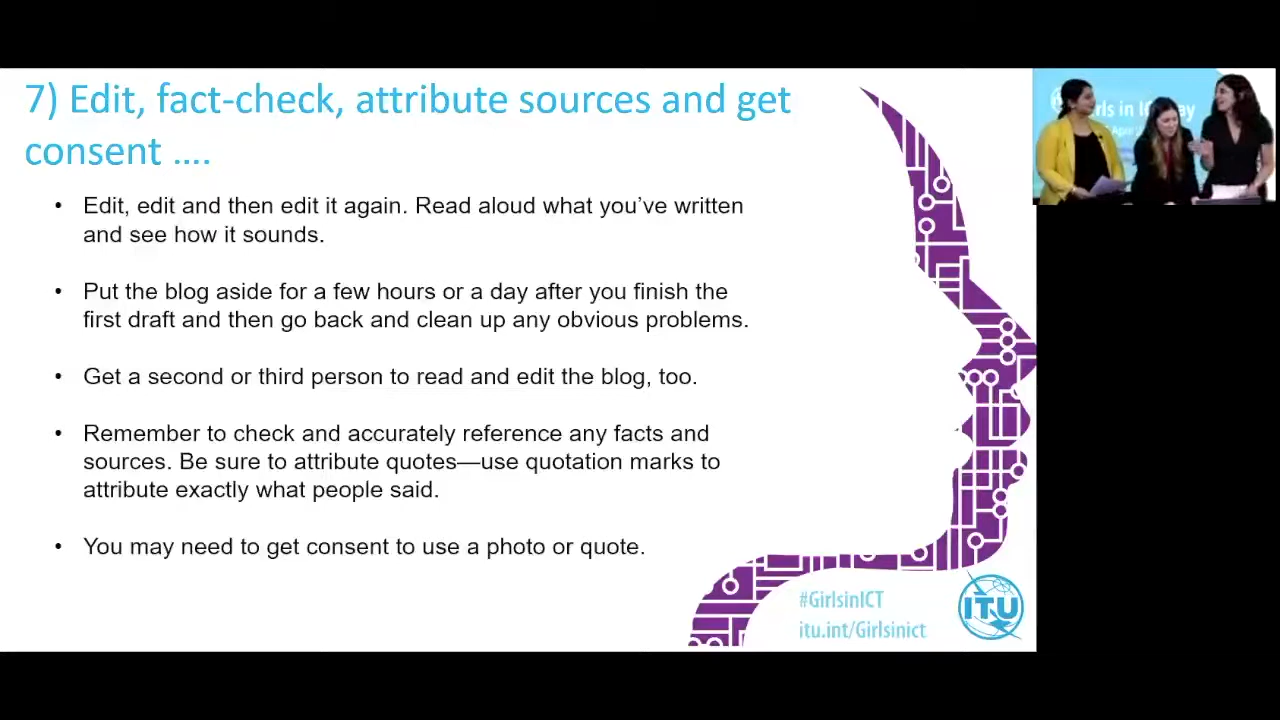 7) Edit, fact-check, attribute sources and get
consent ....
• Edit, edit and then edit it again. Read aloud what you’ve written
and see how it sounds.
• Put the blog aside for a few hours or a day after you finish the
first draft and then go back and clean up any obvious problems.
• Get a second or third person to read and edit the blog, too.
• Remember to check and accurately reference any facts and
sources. Be sure to attribute quotes—use quotation marks to
attribute exactly what people said.
• You may need to get consent to use a photo or quote.
#GirlsinICT
itu.int/Girlsinict
ITU